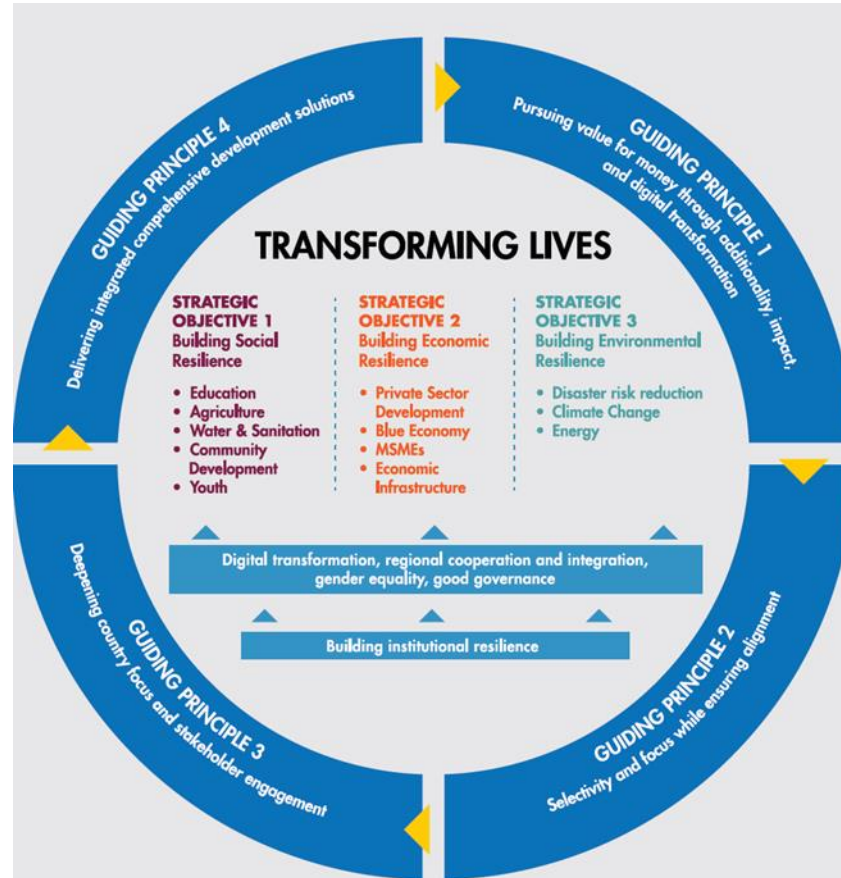 GUIDING PRINCIPLE 4
Delivering integrated comprehensive development solutions
GUIDING PRINCIPLE 1
Pursuing value for money through additionality, impact,
and digital transformation
TRANSFORMING LIVES
STRATEGIC
OBJECTIVE 1
Building Social
Resilience
• Education
• Agriculture
• Water & Sanitation
• Community
Development
• Youth
STRATEGIC
OBJECTIVE 2
Building Economic
Resilience
• Private Sector
Development
• Blue Economy
• MSMEs
• Economic
Infrastructure
STRATEGIC
OBJECTIVE 3
Building Environmental
Resilience
• Disaster risk reduction
• Climate Change
• Energy
Digital transformation, regional cooperation and integration,
gender equality, good governance
Building institutional resilience
GUIDING PRINCIPLE 3
Deepening country focus and stakeholder engagement
GUIDING PRINCIPLE 2
Selectivity and focus while ensuring alignment